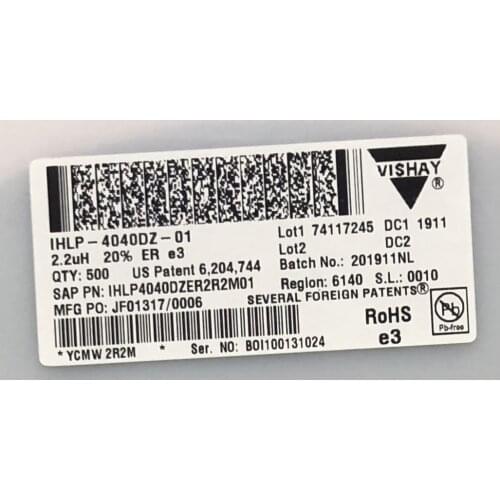 VISHAY ®
IHLP-4040DZ-01
2.2uH 20% ER e3
QTY: 500 US Patent 6,204,744
SAP PN: IHLP4040DZER2R2M01
MFG PO: JF01317/0006
Lot1 74117245 DC1 1911
Lot2 DC2
Batch No.: 201911NL
Region: 6140 S.L.: 0010
SEVERAL FOREIGN PATENTS®
RoHS
e3
Pb
Pb-free
* YCMW 2R2M * Ser. NO: BOI100131024